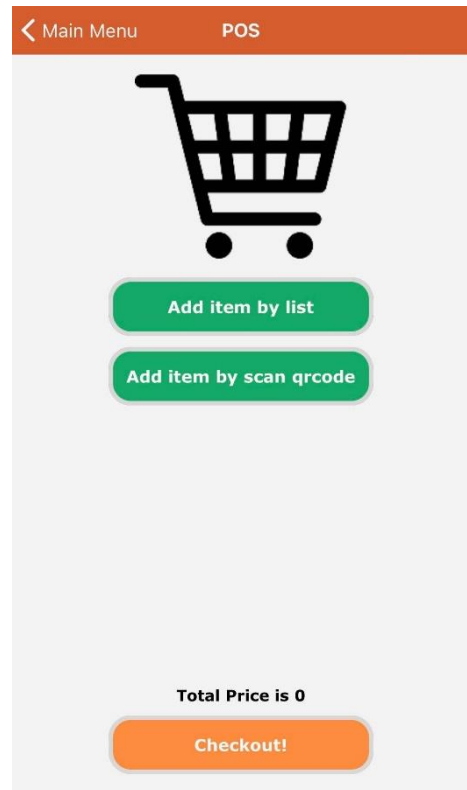 Main Menu POS
Add item by list
Add item by scan qrcode
Total Price is 0
Checkout!